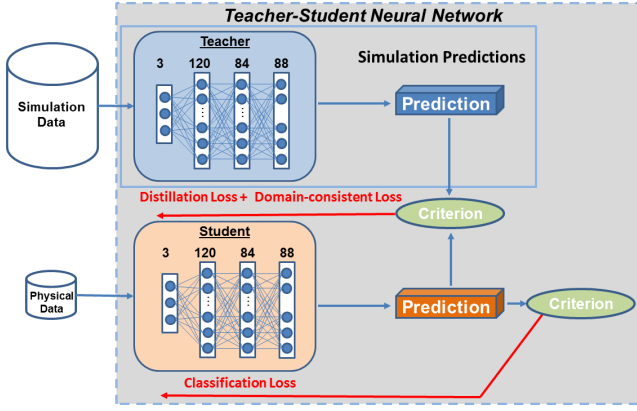 Teacher-Student Neural Network
Teacher
3 120 84 88
Simulation Predictions
Simulation
Data
Prediction
Distillation Loss + Domain-consistent Loss
Criterion
Student
3 120 84 88
Physical
Data
Prediction
Criterion
Classification Loss